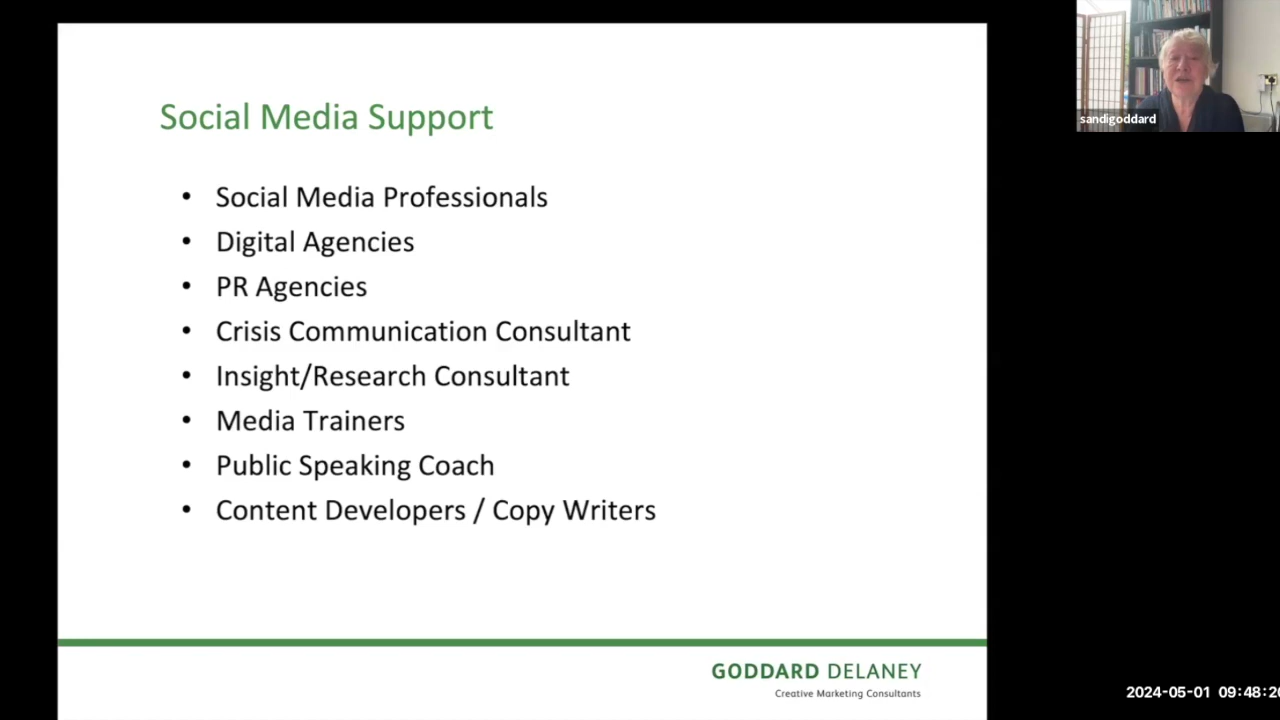 Social Media Support
• Social Media Professionals
• Digital Agencies
• PR Agencies
• Crisis Communication Consultant
• Insight/Research Consultant
• Media Trainers
• Public Speaking Coach
• Content Developers / Copy Writers
GODDARD DELANEY
Creative Marketing Consultants
sandigoddard
2024-05-01 09:48:2